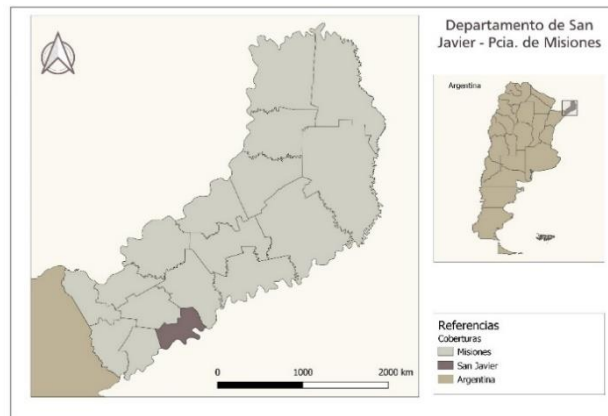 Departamento de San
Javier - Pcia. de Misiones
Argentina
0 1000 2000 km
Referencias
Coberturas
Misiones
San Javier
Argentina